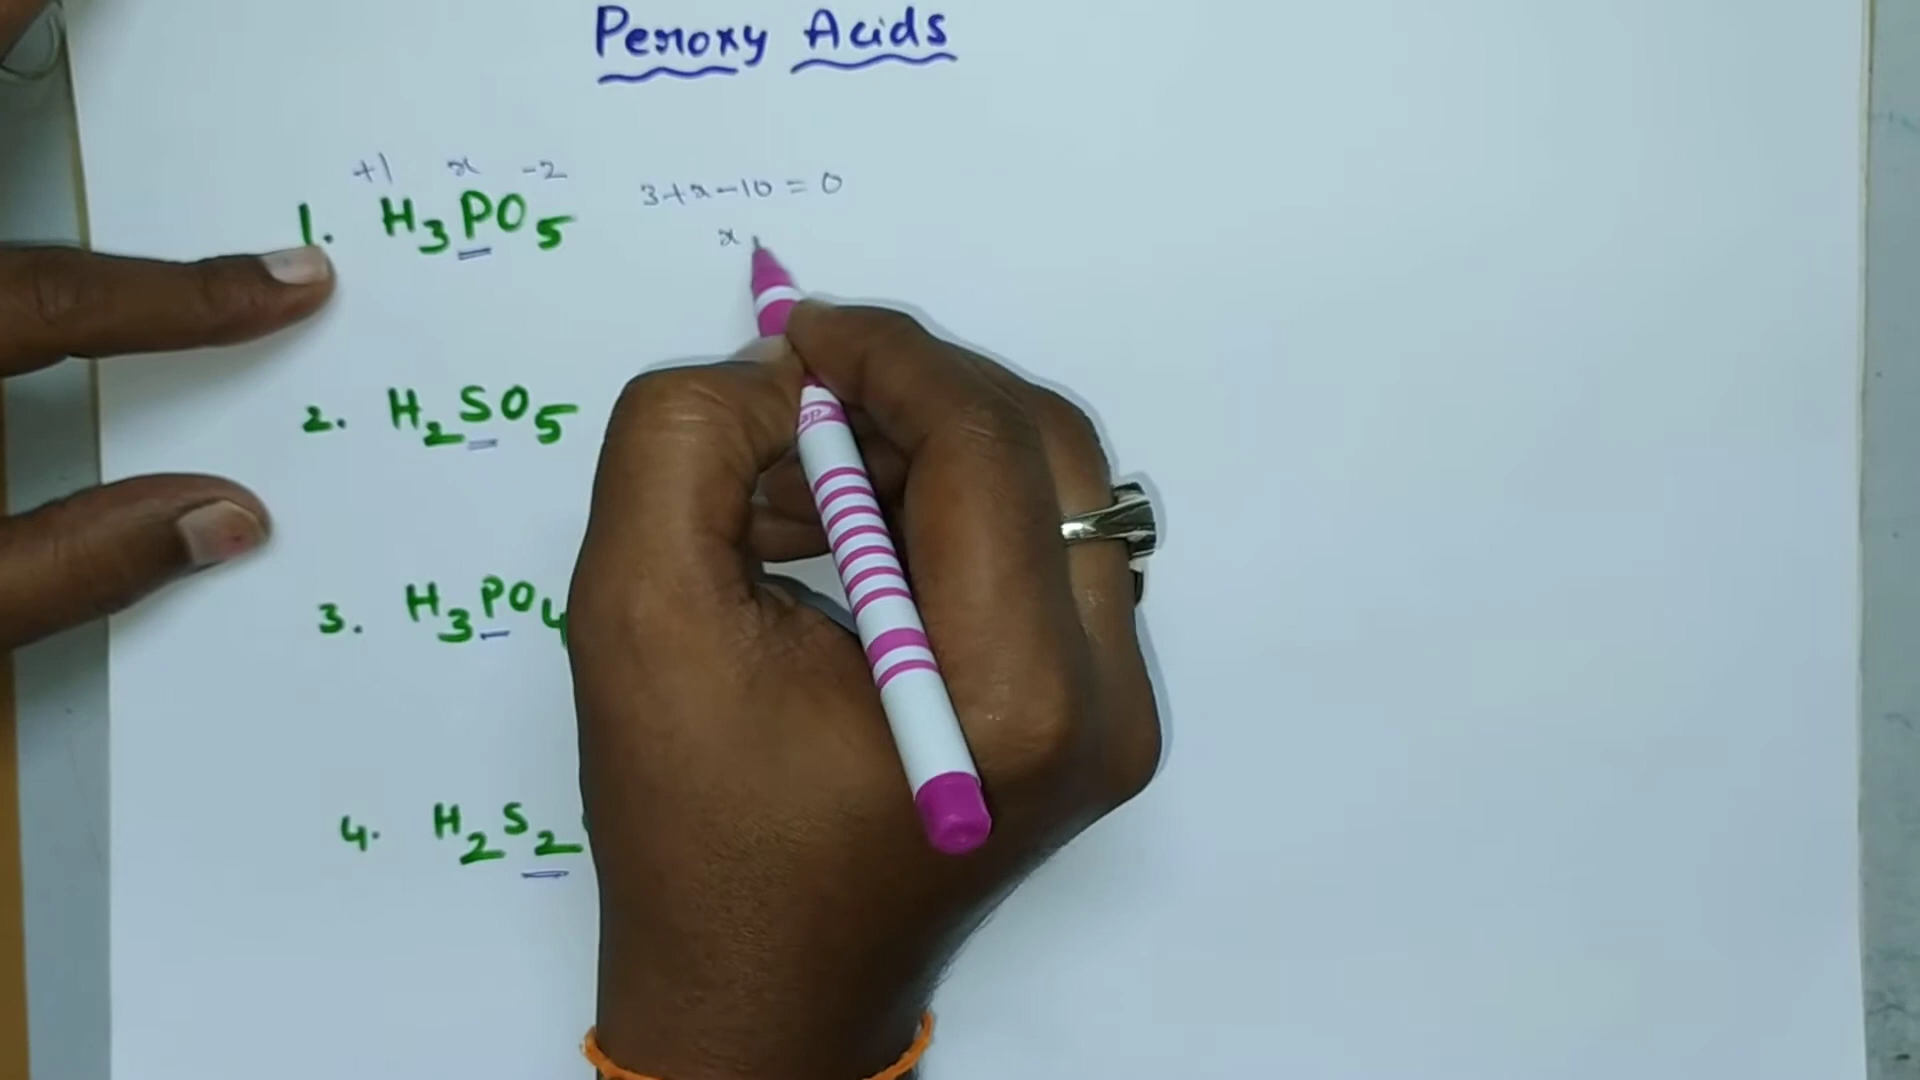 Peroxy Acids
+1 x -2
1. H₃PO₅
3+x-10 = 0
x
2. H₂SO₅
3. H₃PO₄
4. H₂S₂